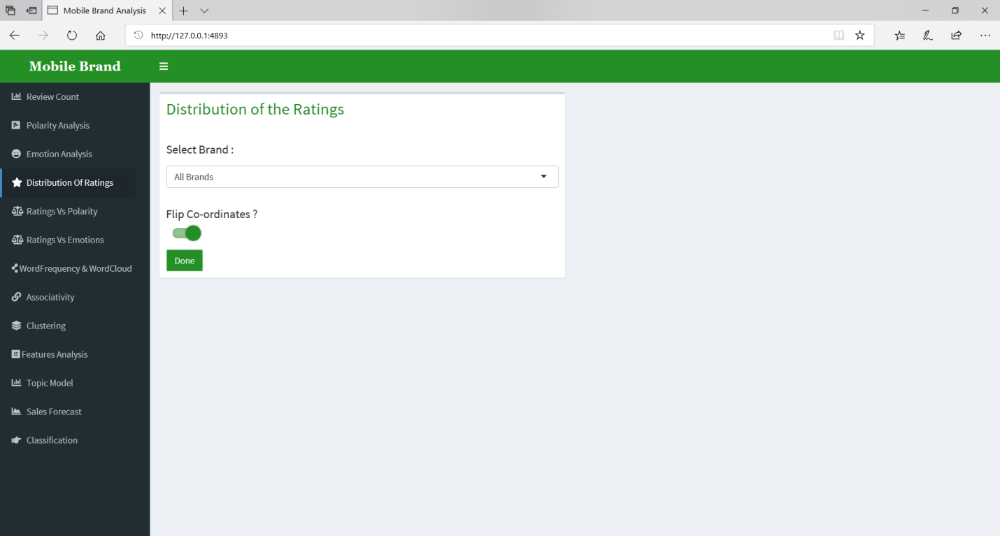 Mobile Brand Analysis
http://127.0.0.1:4893
Mobile Brand
Review Count
Polarity Analysis
Emotion Analysis
Distribution Of Ratings
Ratings Vs Polarity
Ratings Vs Emotions
WordFrequency & WordCloud
Associativity
Clustering
Features Analysis
Topic Model
Sales Forecast
Classification
Distribution of the Ratings
Select Brand :
All Brands
Flip Co-ordinates ?
Done